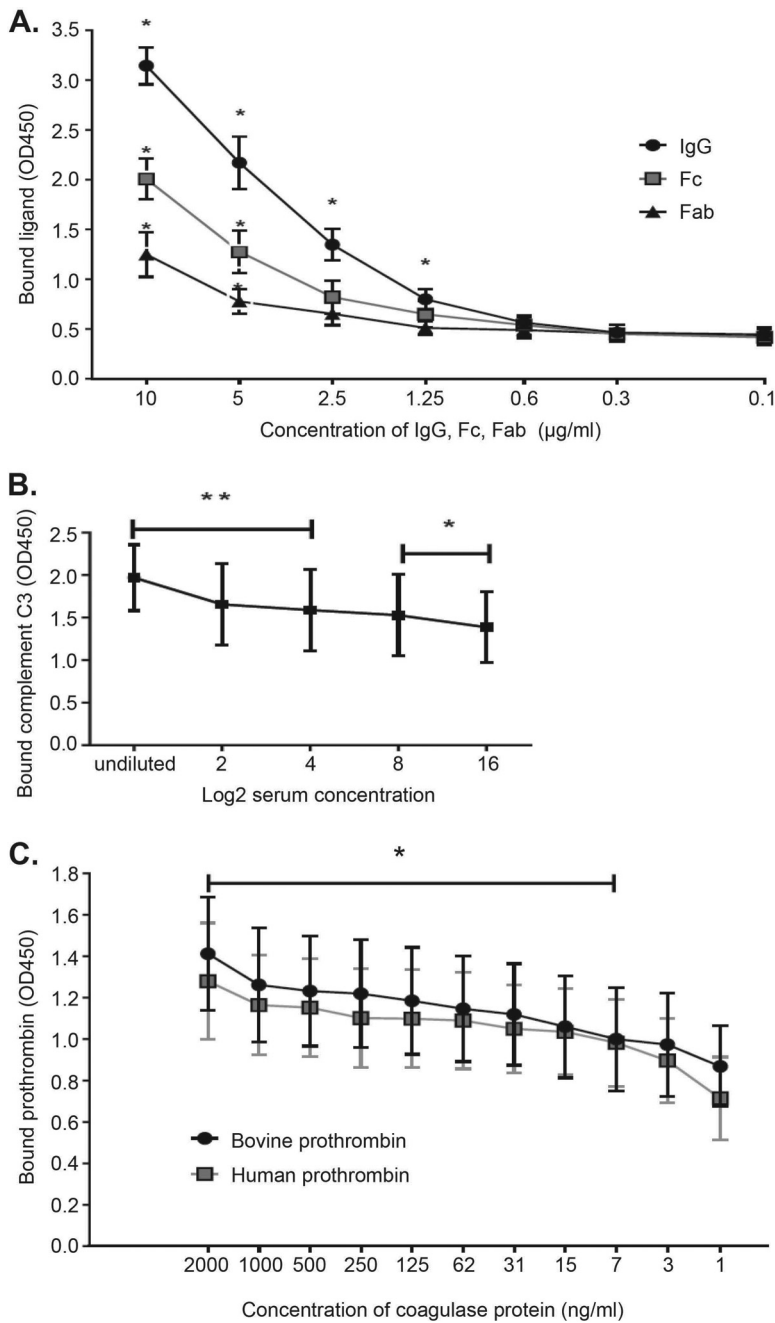 A.
3.5
3.0
2.5
2.0
1.5
1.0
0.5
0.0
Bound ligand (OD450)
*
*
*
*
*
*
*
*
IgG
Fc
Fab
10 5 2.5 1.25 0.6 0.3 0.1
Concentration of IgG, Fc, Fab (µg/ml)
B.
2.5
2.0
1.5
1.0
0.5
0.0
Bound complement C3 (OD450)
* *
*
undiluted 2 4 8 16
Log2 serum concentration
C.
1.8
1.6
1.4
1.2
1.0
0.8
0.6
0.4
0.2
0.0
Bound prothrombin (OD450)
*
Bovine prothrombin
Human prothrombin
2000 1000 500 250 125 62 31 15 7 3 1
Concentration of coagulase protein (ng/ml)